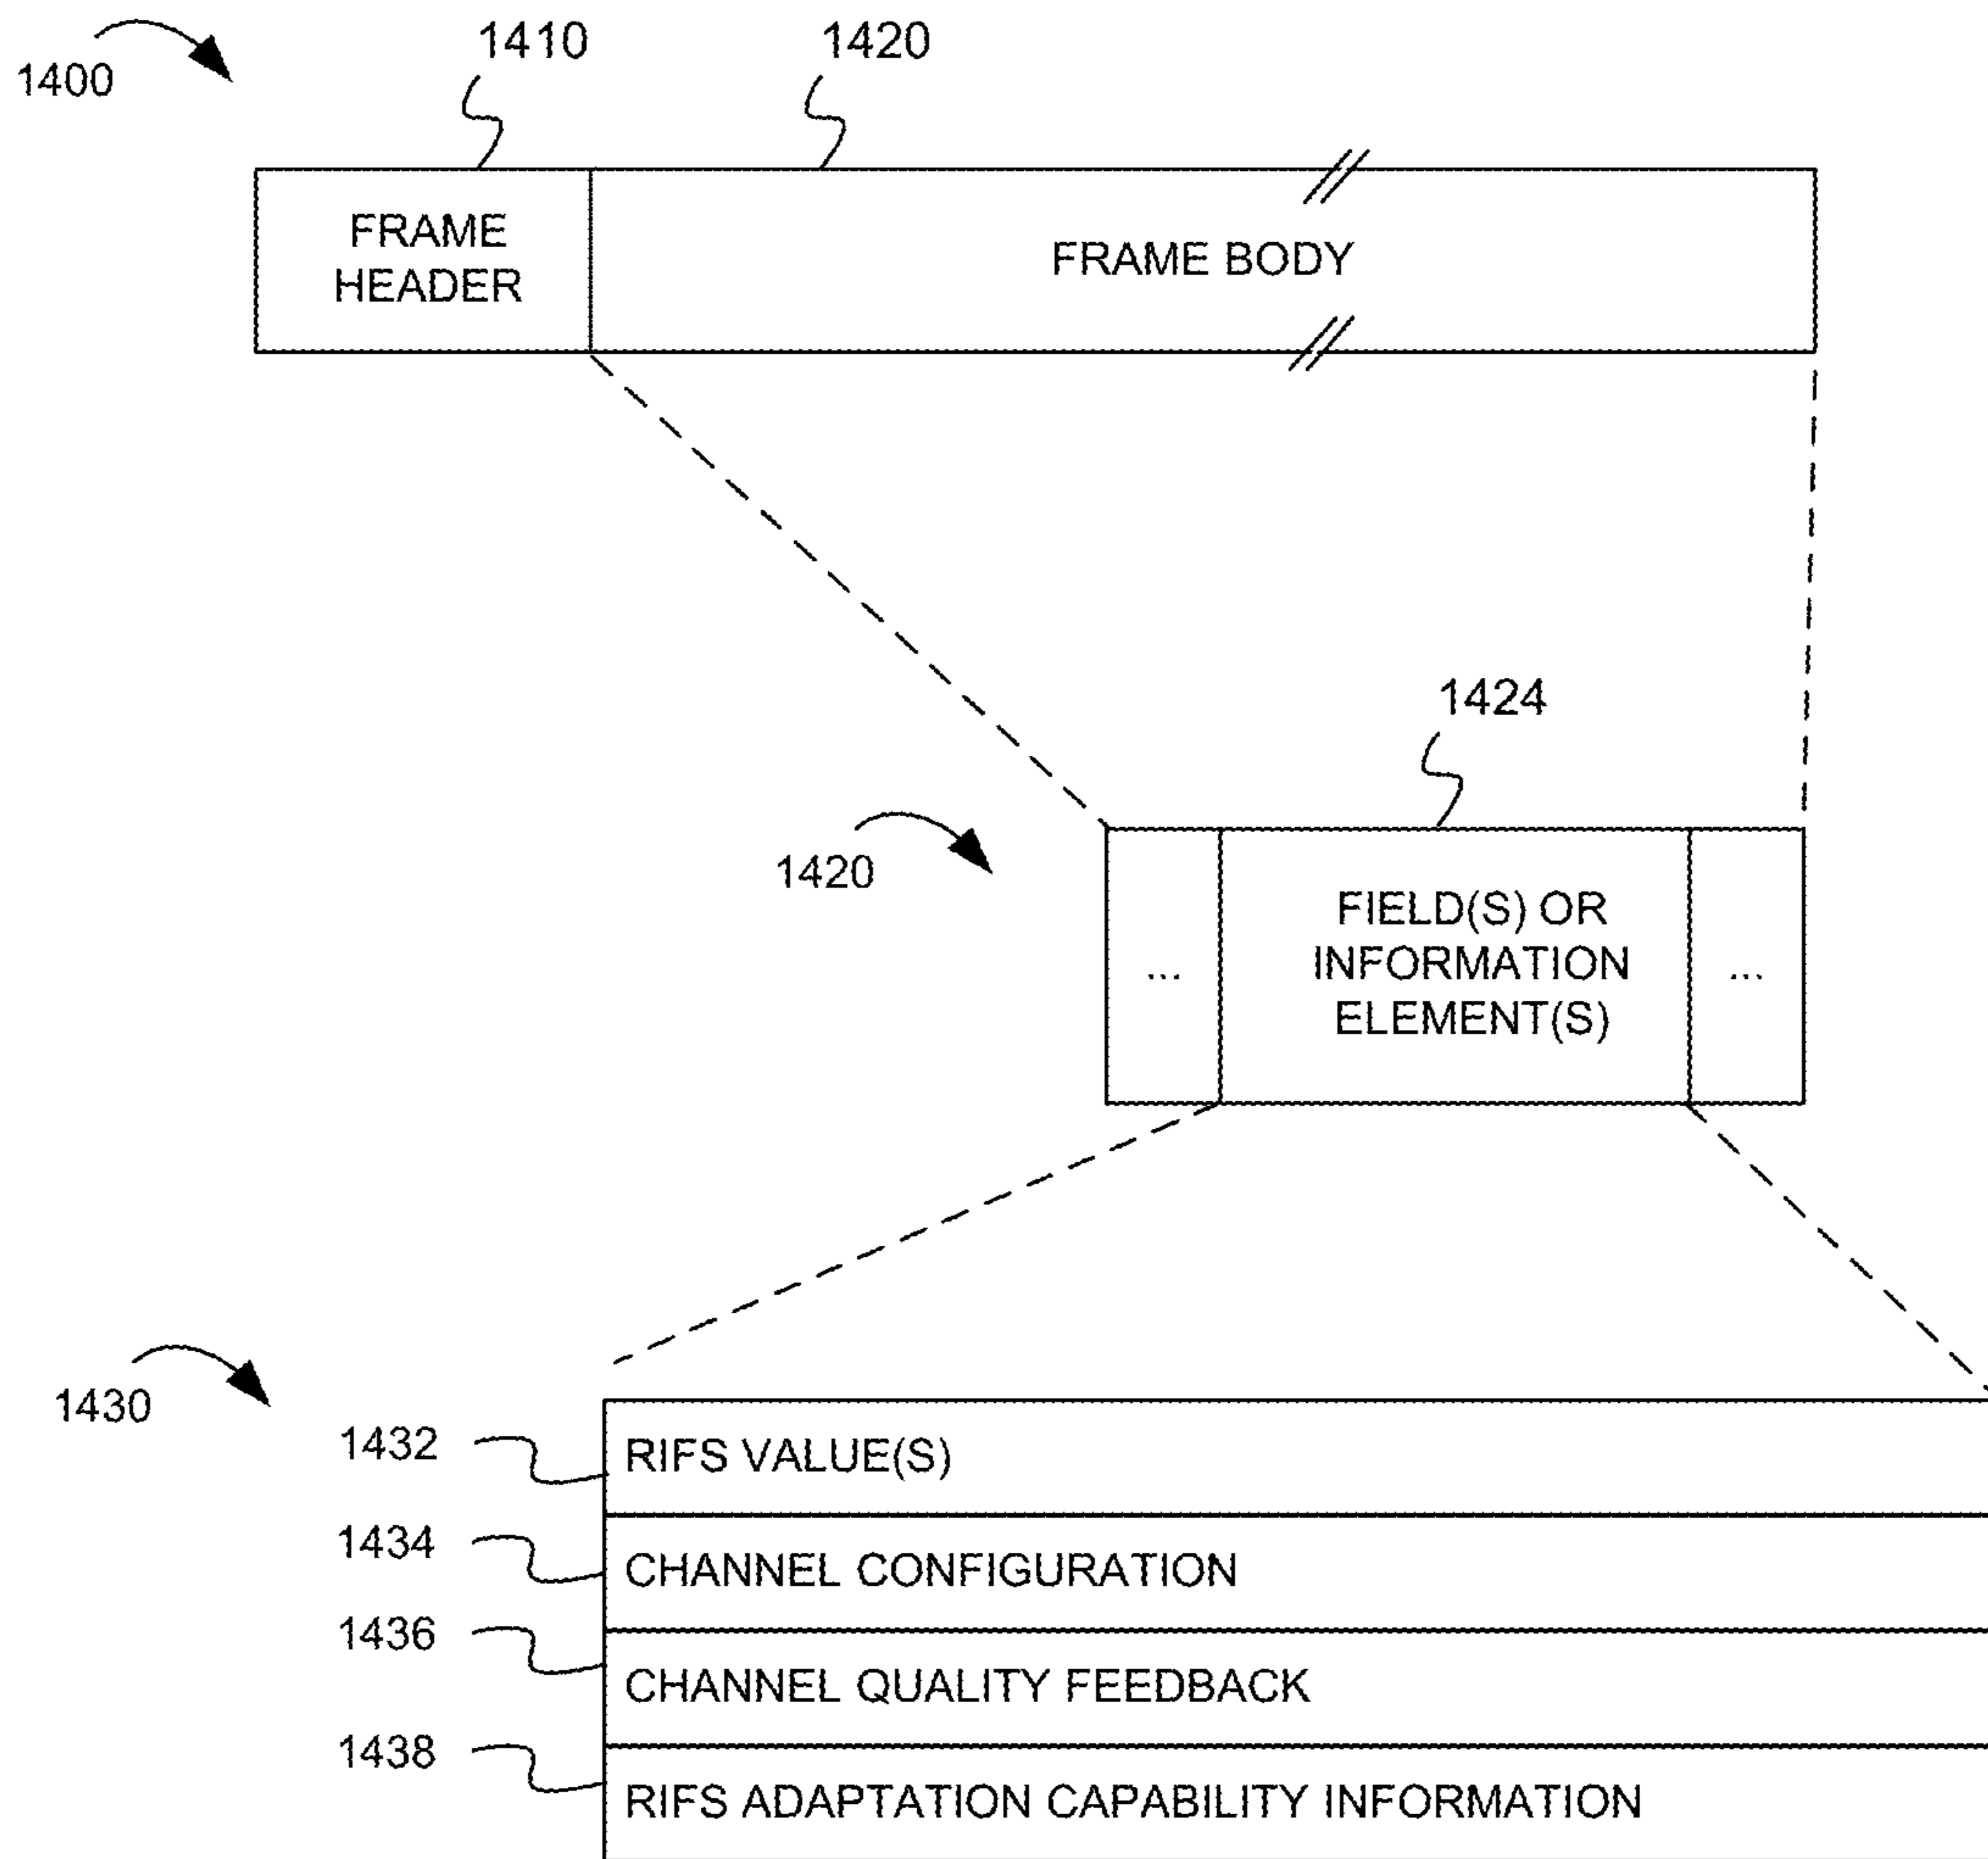 1400
1410
1420
FRAME
HEADER
FRAME BODY
1424
1420
...
FIELD(S) OR
INFORMATION
ELEMENT(S)
...
1430
1432
RIFS VALUE(S)
1434
CHANNEL CONFIGURATION
1436
CHANNEL QUALITY FEEDBACK
1438
RIFS ADAPTATION CAPABILITY INFORMATION